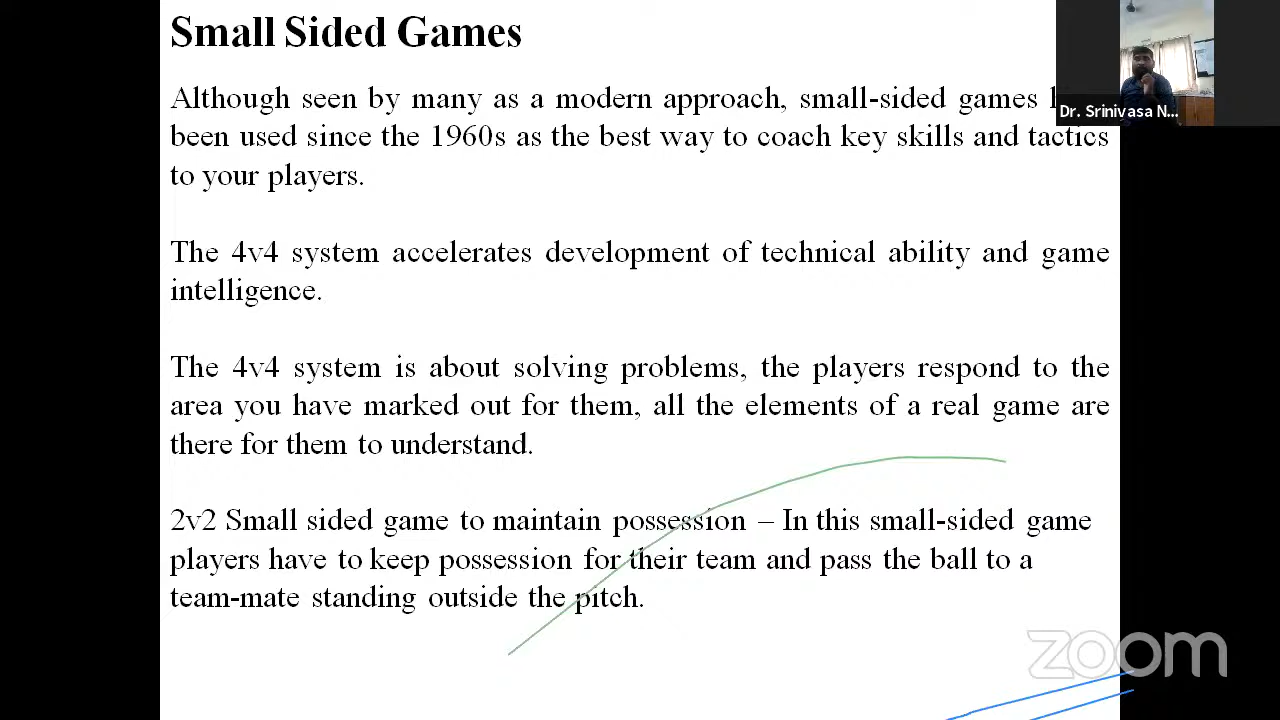 Small Sided Games
Although seen by many as a modern approach, small-sided games
been used since the 1960s as the best way to coach key skills and tactics
to your players.
The 4v4 system accelerates development of technical ability and game
intelligence.
The 4v4 system is about solving problems, the players respond to the
area you have marked out for them, all the elements of a real game are
there for them to understand.
2v2 Small sided game to maintain possession – In this small-sided game
players have to keep possession for their team and pass the ball to a
team-mate standing outside the pitch.
Dr. Srinivasa N...
zoom